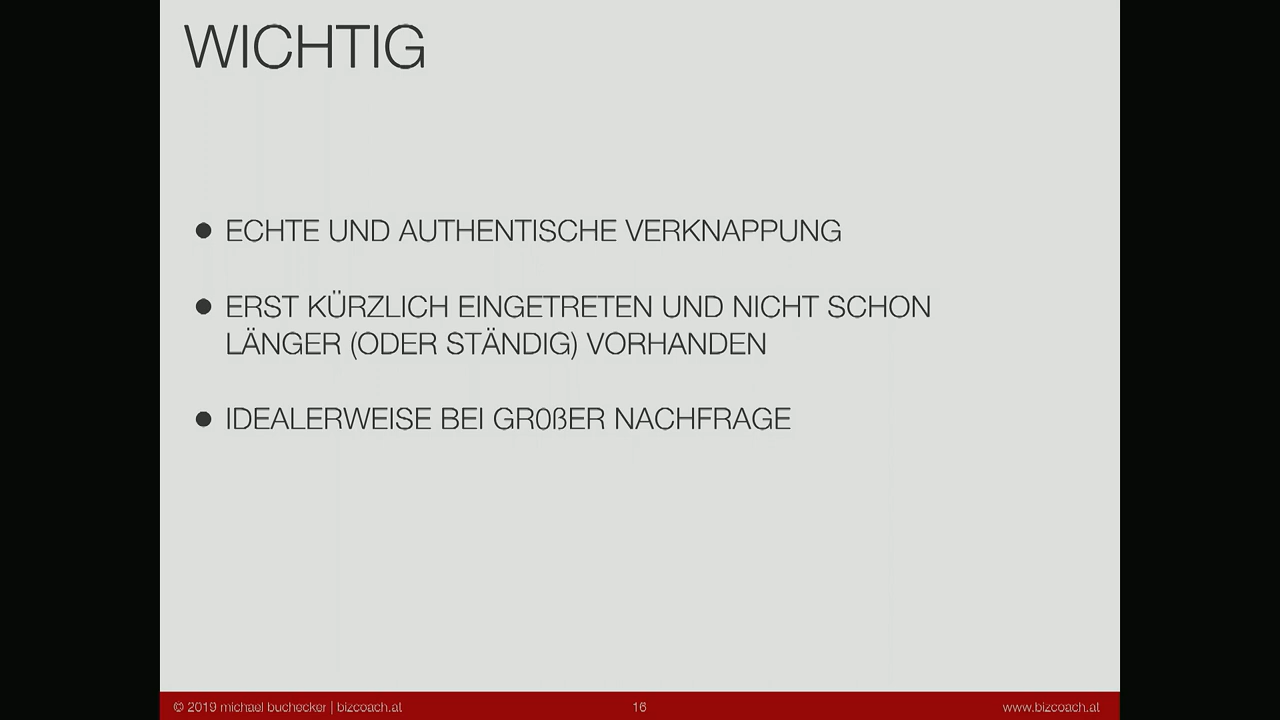 WICHTIG
● ECHTE UND AUTHENTISCHE VERKNAPPUNG
● ERST KÜRZLICH EINGETRETEN UND NICHT SCHON
LÄNGER (ODER STÄNDIG) VORHANDEN
● IDEALERWEISE BEI GR0ßER NACHFRAGE
© 2019 michael buchecker | bizcoach.at
16
www.bizcoach.at